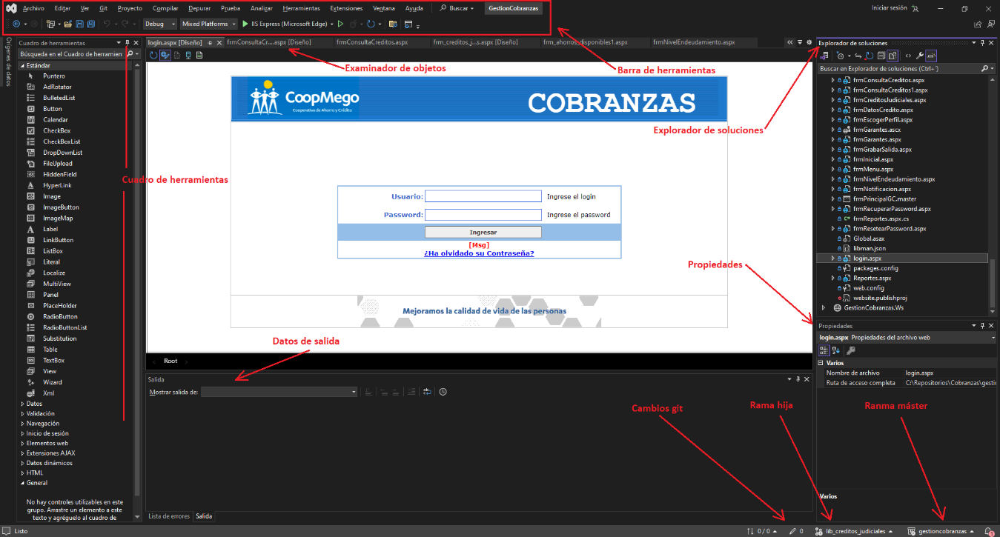 Archivo Editar Ver Git Proyecto Compilar Depurar Prueba Analizar Herramientas Extensiones Ventana Ayuda Buscar GestionCobranzas Iniciar sesión
Debug Mixed Platforms IIS Express (Microsoft Edge)
Orígenes de datos
Cuadro de herramientas
Búsqueda en el Cuadro de herramien
Estándar
Puntero
AdRotator
BulletedList
Button
Calendar
CheckBox
CheckBoxList
DropDownList
FileUpload
HiddenField
HyperLink
Image
ImageButton
ImageMap
Label
LinkButton
ListBox
Literal
Localize
MultiView
Panel
PlaceHolder
RadioButton
RadioButtonList
Substitution
Table
TextBox
View
Wizard
Xml
Datos
Validación
Navegación
Inicio de sesión
Elementos web
Extensiones AJAX
Datos dinámicos
HTML
General
No hay controles utilizables en este
grupo. Arrastre un elemento a este
texto y agréguelo al cuadro de
login.aspx [Diseño] frmConsultaCr....aspx [Diseño] frmConsultaCreditos.aspx frm_creditos_j...s.aspx [Diseño] frm_ahorros_disponibles1.aspx frmNivelEndeudamiento.aspx
Examinador de objetos
Barra de herramientas
Explorador de soluciones
Cuadro de herramientas
CoopMego
Cooperativa de Ahorro y Crédito
COBRANZAS
Usuario: Ingrese el login
Password: Ingrese el password
Ingresar
[Msg]
¿Ha olvidado su Contraseña?
Mejoramos la calidad de vida de las personas
Propiedades
Datos de salida
Root
Salida
Mostrar salida de:
Cambios git
Rama hija
Ranma máster
Lista de errores Salida
Explorador de soluciones
Buscar en Explorador de soluciones (Ctrl+´)
frmConsultaCreditos.aspx
frmConsultaCreditos1.aspx
frmCreditosJudiciales.aspx
frmDatosCredito.aspx
frmEscogerPerfil.aspx
frmGarantes.ascx
frmGarantes.aspx
frmGrabarSalida.aspx
frmInicial.aspx
frmMenu.aspx
frmNivelEndeudamiento.aspx
frmNotificacion.aspx
frmPrincipalGC.master
frmRecuperarPassword.aspx
frmReportes.aspx.cs
frmResetearPassword.aspx
Global.asax
libman.json
login.aspx
packages.config
Reportes.aspx
web.config
website.publishproj
GestionCobranzas.Ws
Propiedades
login.aspx Propiedades del archivo web
Varios
Nombre de archivo login.aspx
Ruta de acceso completa C:\Repositorios\Cobranzas\gestio
Varios
Listo 0 / 0 0 lib_creditos_judiciales gestioncobranzas 1